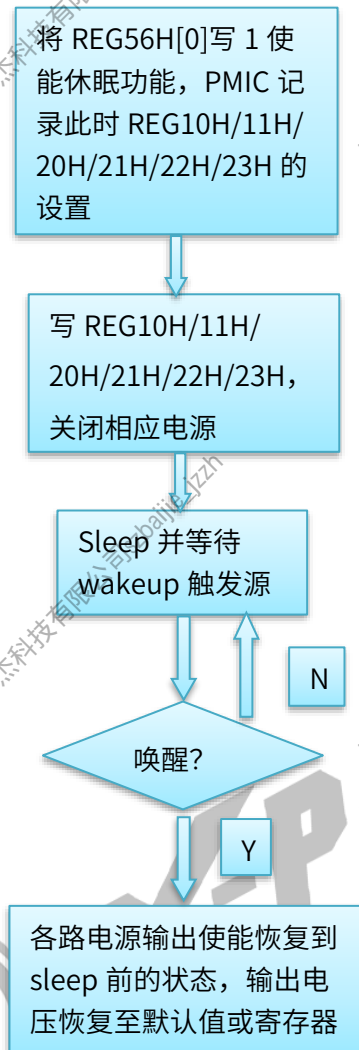 将 REG56H[0]写 1 使
能休眠功能，PMIC 记
录此时 REG10H/11H/
20H/21H/22H/23H 的
设置
写 REG10H/11H/
20H/21H/22H/23H，
关闭相应电源
Sleep 并等待
wakeup 触发源
N
唤醒？
Y
各路电源输出使能恢复到
sleep 前的状态，输出电
压恢复至默认值或寄存器